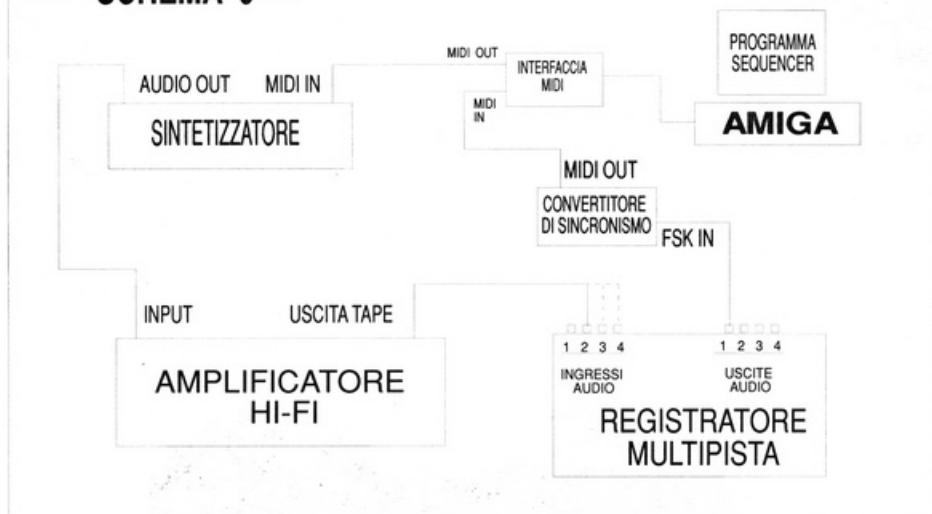 PROGRAMMA
SEQUENCER
AMIGA
MIDI OUT
INTERFACCIA
MIDI
MIDI
IN
AUDIO OUT
MIDI IN
SINTETIZZATORE
MIDI OUT
CONVERTITORE
DI SINCRONISMO
FSK IN
INPUT
USCITA TAPE
AMPLIFICATORE
HI-FI
1 2 3 4
INGRESSI
AUDIO
1 2 3 4
USCITE
AUDIO
REGISTRATORE
MULTIPISTA